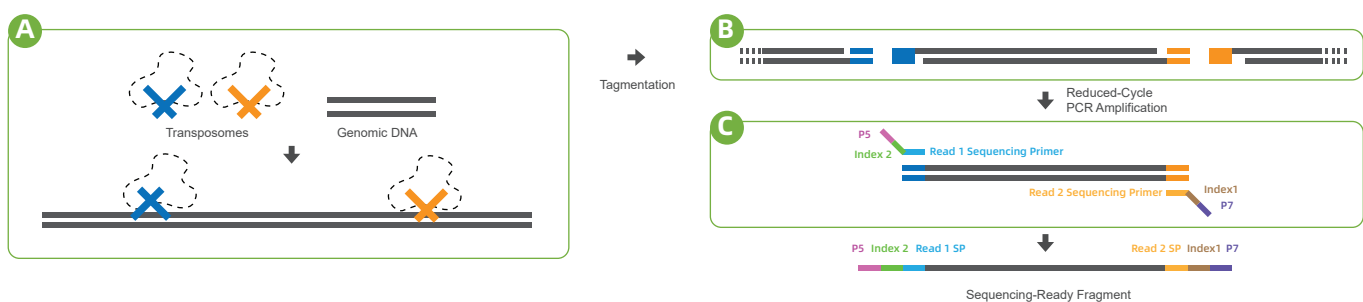 A
Transposomes
Genomic DNA
Tagmentation
B
Reduced-Cycle
PCR Amplification
C
P5
Index 2
Read 1 Sequencing Primer
Read 2 Sequencing Primer
Index1
P7
P5 Index 2 Read 1 SP
Read 2 SP Index1 P7
Sequencing-Ready Fragment